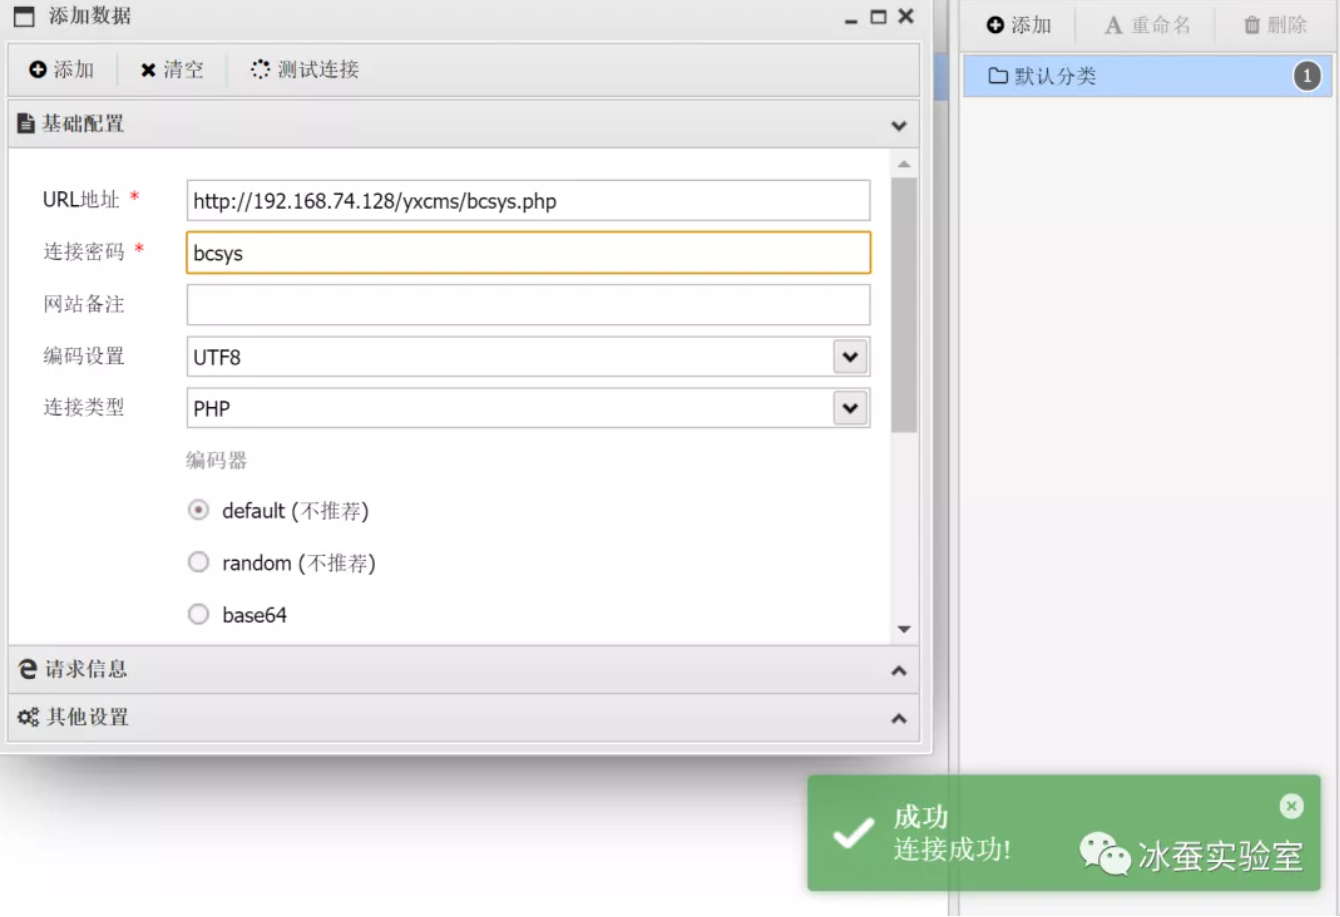 添加数据
添加 清空 测试连接
基础配置
URL地址 * http://192.168.74.128/yxcms/bcsys.php
连接密码 * bcsys
网站备注
编码设置 UTF8
连接类型 PHP
编码器
default (不推荐)
random (不推荐)
base64
请求信息
其他设置
添加 A 重命名 删除
默认分类 1
成功
连接成功!
冰蚕实验室